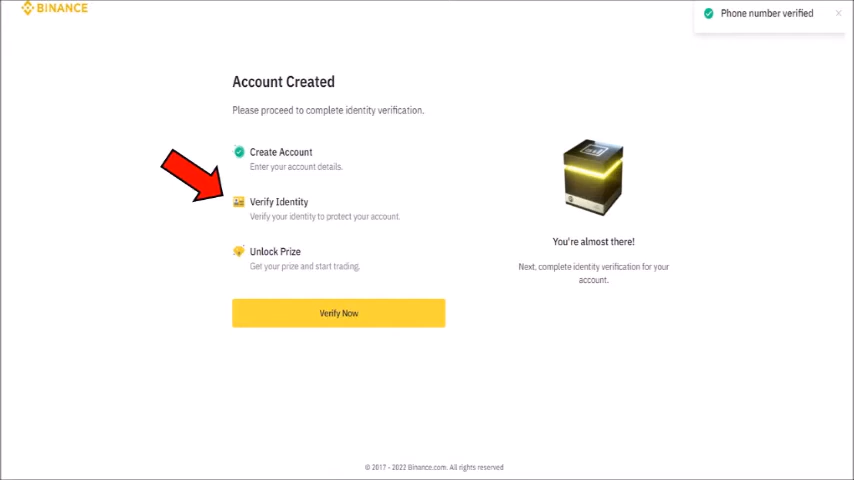 BINANCE
Phone number verified
Account Created
Please proceed to complete identity verification.
Create Account
Enter your account details.
Verify Identity
Verify your identity to protect your account.
Unlock Prize
Get your prize and start trading.
Verify Now
You're almost there!
Next, complete identity verification for your
account.
© 2017 - 2022 Binance.com. All rights reserved